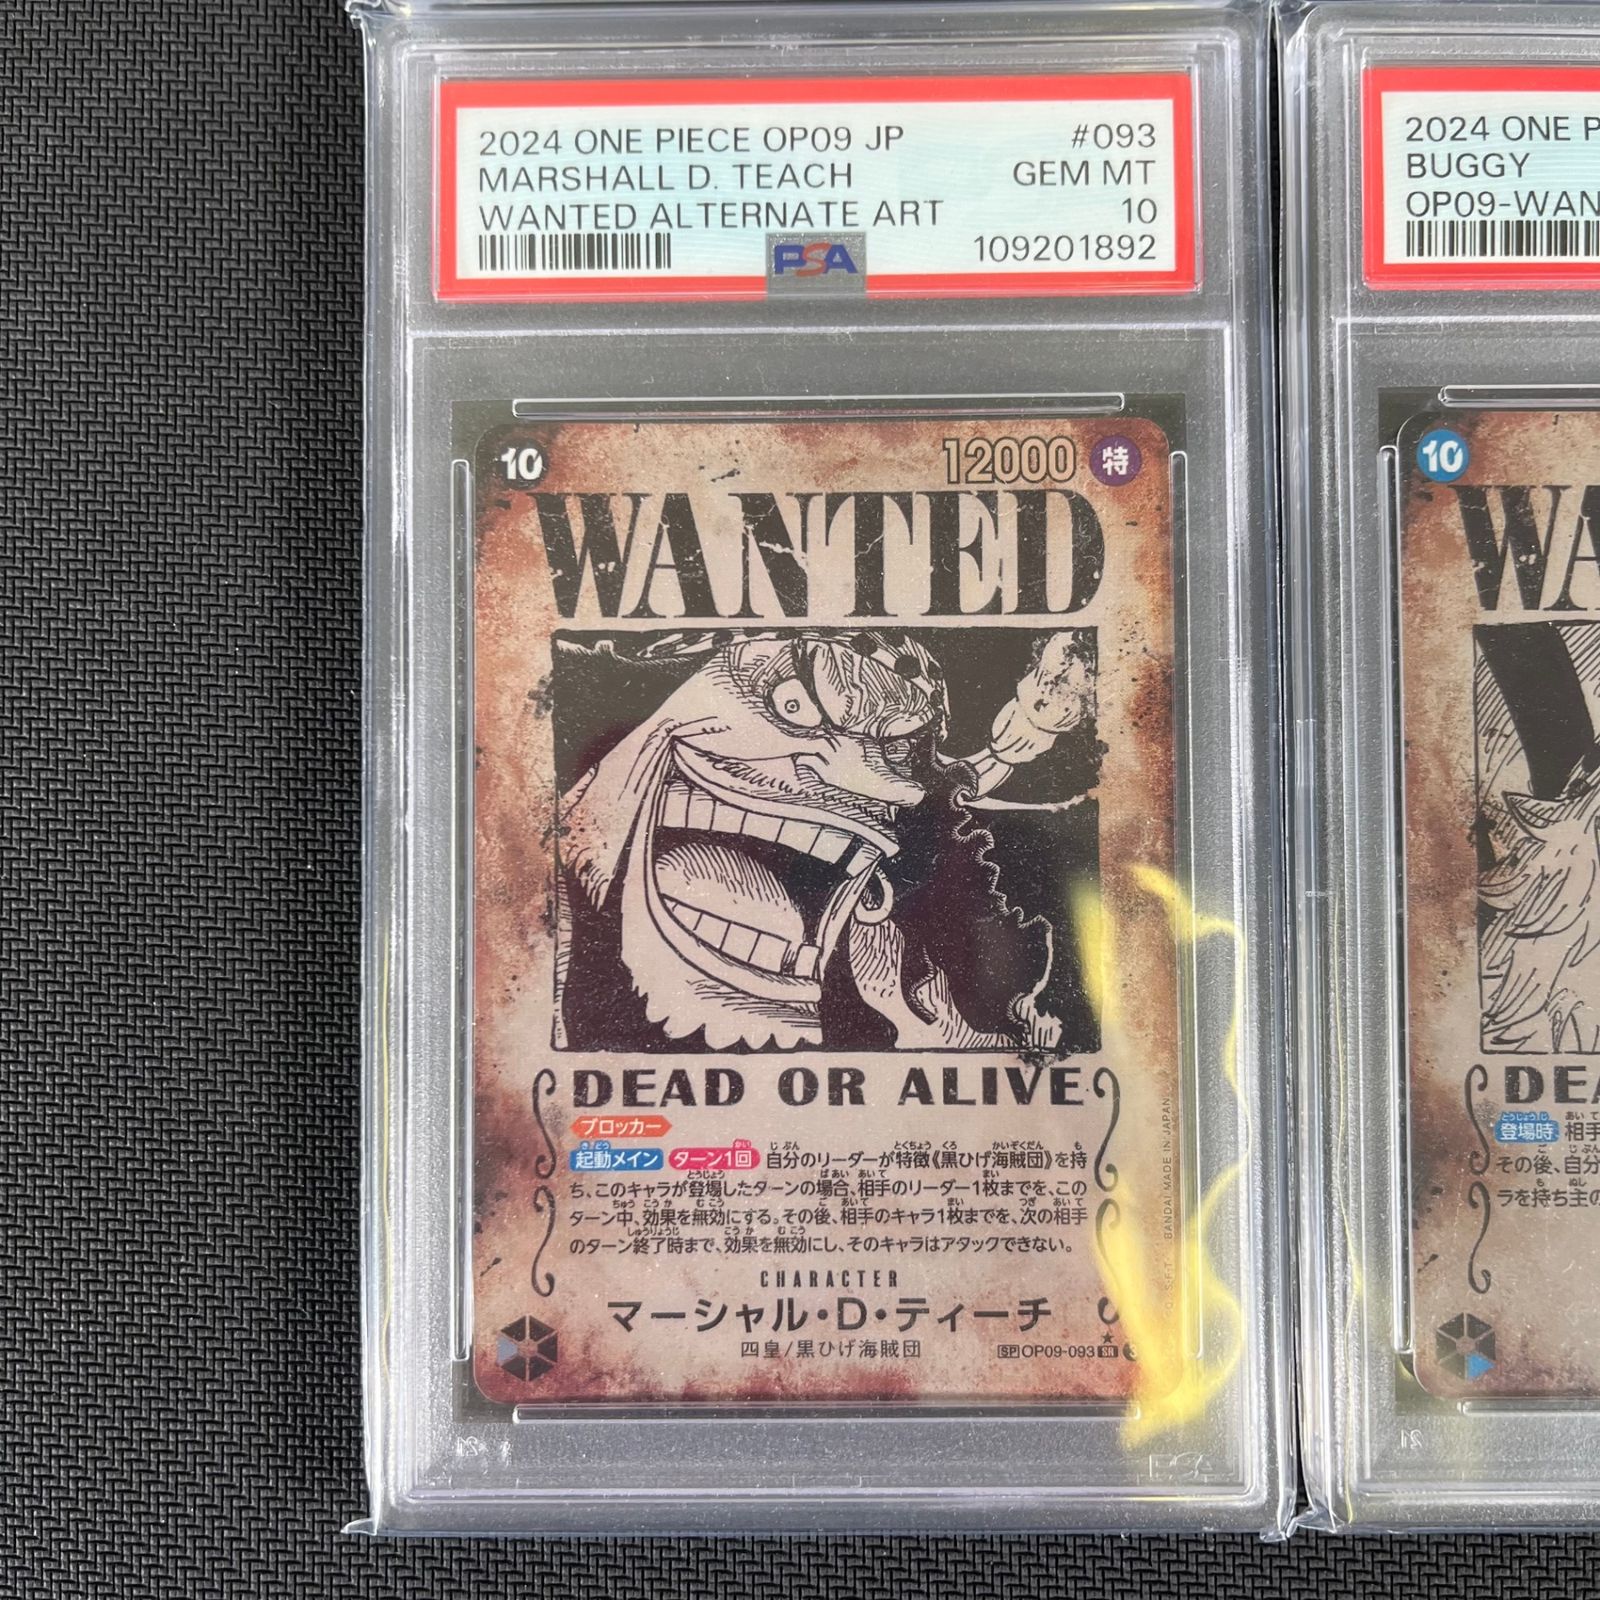 2024 ONE PIECE OP09 JP #093
MARSHALL D. TEACH GEM MT
WANTED ALTERNATE ART 10
PSA 109201892
10 12000 特
WANTED
DEAD OR ALIVE
ブロッカー
起動メイン ターン1回 自分のリーダーが特徴《黒ひげ海賊団》を持
ち、このキャラが登場したターンの場合、相手のリーダー1枚までを、この
ターン中、効果を無効にする。その後、相手のキャラ1枚までを、次の相手
のターン終了時まで、効果を無効にし、そのキャラはアタックできない。
CHARACTER
マーシャル・D・ティーチ
四皇/黒ひげ海賊団
SP OP09-093 SR
BANDAI MADE IN JAPAN
2024 ONE P
BUGGY
OP09-WAN
10
WA
DEA
登場時 相手
その後、自分
ラを持ち主の